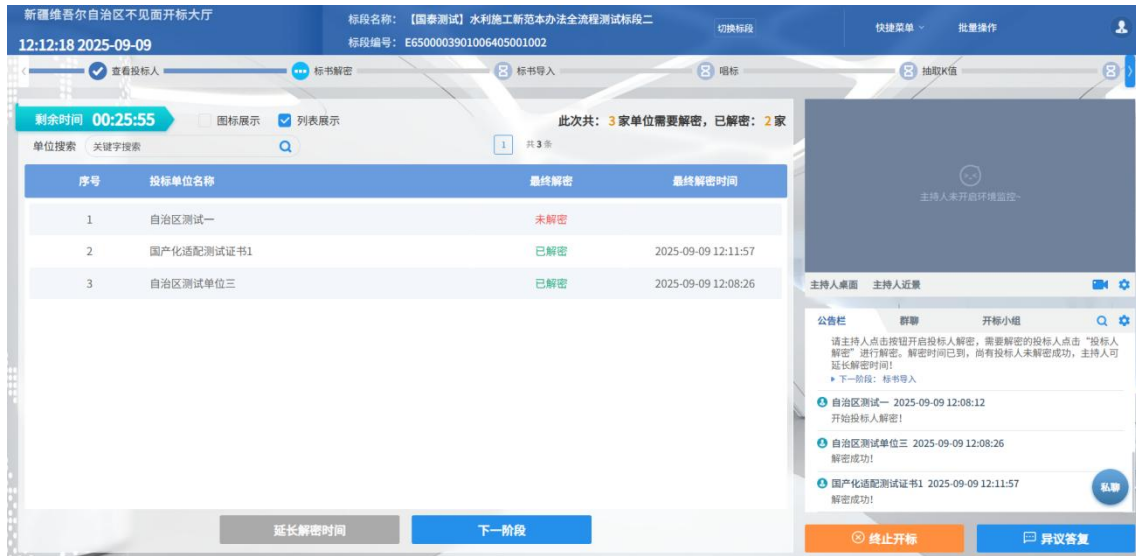 新疆维吾尔自治区不见面开标大厅
12:12:18 2025-09-09
标段名称: 【国泰测试】水利施工新范本办法全流程测试标段二
标段编号: E6500003901006405001002
切换标段
快捷菜单
批量操作
查看投标人
标书解密
标书导入
唱标
抽取K值
剩余时间 00:25:55
图标展示
列表展示
此次共: 3 家单位需要解密, 已解密: 2 家
单位搜索 关键字搜索
1 共 3 条
序号 投标单位名称 最终解密 最终解密时间
1 自治区测试一 未解密
2 国产化适配测试证书1 已解密 2025-09-09 12:11:57
3 自治区测试单位三 已解密 2025-09-09 12:08:26
延长解密时间
下一阶段
主持人未开启环境监控~
主持人桌面 主持人近景
公告栏 群聊 开标小组
请主持人点击按钮开启投标人解密, 需要解密的投标人点击 “投标人
解密” 进行解密。解密时间已到, 尚有投标人未解密成功, 主持人可
延长解密时间!
下一阶段: 标书导入
自治区测试一 2025-09-09 12:08:12
开始投标人解密!
自治区测试单位三 2025-09-09 12:08:26
解密成功!
国产化适配测试证书1 2025-09-09 12:11:57
解密成功!
私聊
终止开标
异议答复